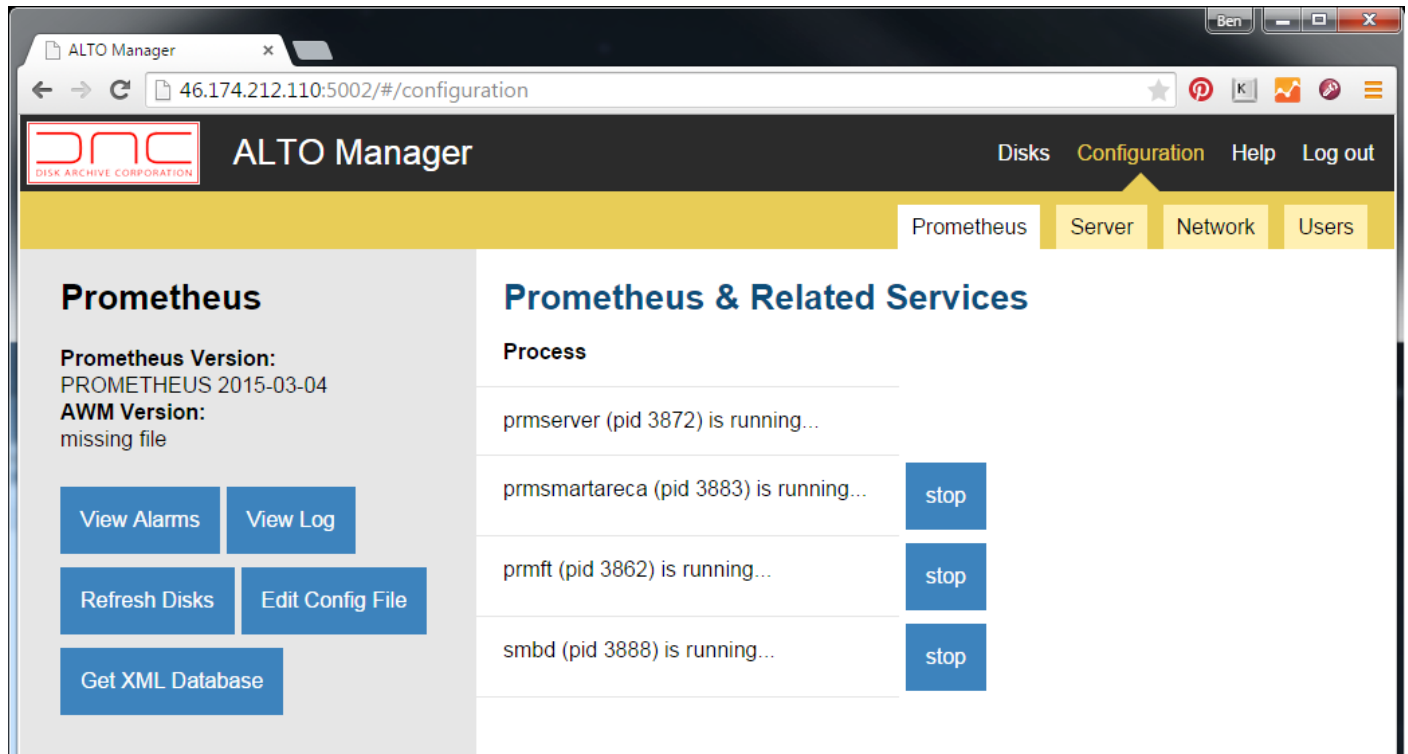 Ben
ALTO Manager
46.174.212.110:5002/#/configuration
K
DISK ARCHIVE CORPORATION
ALTO Manager
Disks Configuration Help Log out
Prometheus Server Network Users
Prometheus
Prometheus Version:
PROMETHEUS 2015-03-04
AWM Version:
missing file
View Alarms View Log
Refresh Disks Edit Config File
Get XML Database
Prometheus & Related Services
Process
prmserver (pid 3872) is running...
prmsmartareca (pid 3883) is running... stop
prmft (pid 3862) is running... stop
smbd (pid 3888) is running... stop